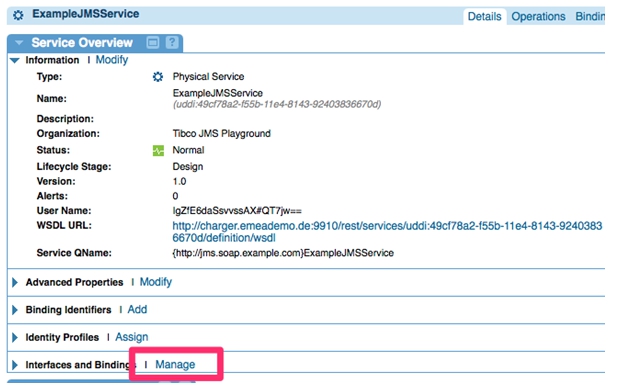 ExampleJMSService
Details Operations Bindin
Service Overview ?
Information | Modify
Type: Physical Service
Name: ExampleJMSService
(uddi:49cf78a2-f55b-11e4-8143-92403836670d)
Description:
Organization: Tibco JMS Playground
Status: Normal
Lifecycle Stage: Design
Version: 1.0
Alerts: 0
User Name: IgZfE6daSsvvssAX#QT7jw==
WSDL URL: http://charger.emeademo.de:9910/rest/services/uddi:49cf78a2-f55b-11e4-8143-9240383
6670d/definition/wsdl
Service QName: {http://jms.soap.example.com}ExampleJMSService
Advanced Properties | Modify
Binding Identifiers | Add
Identity Profiles | Assign
Interfaces and Bindings | Manage